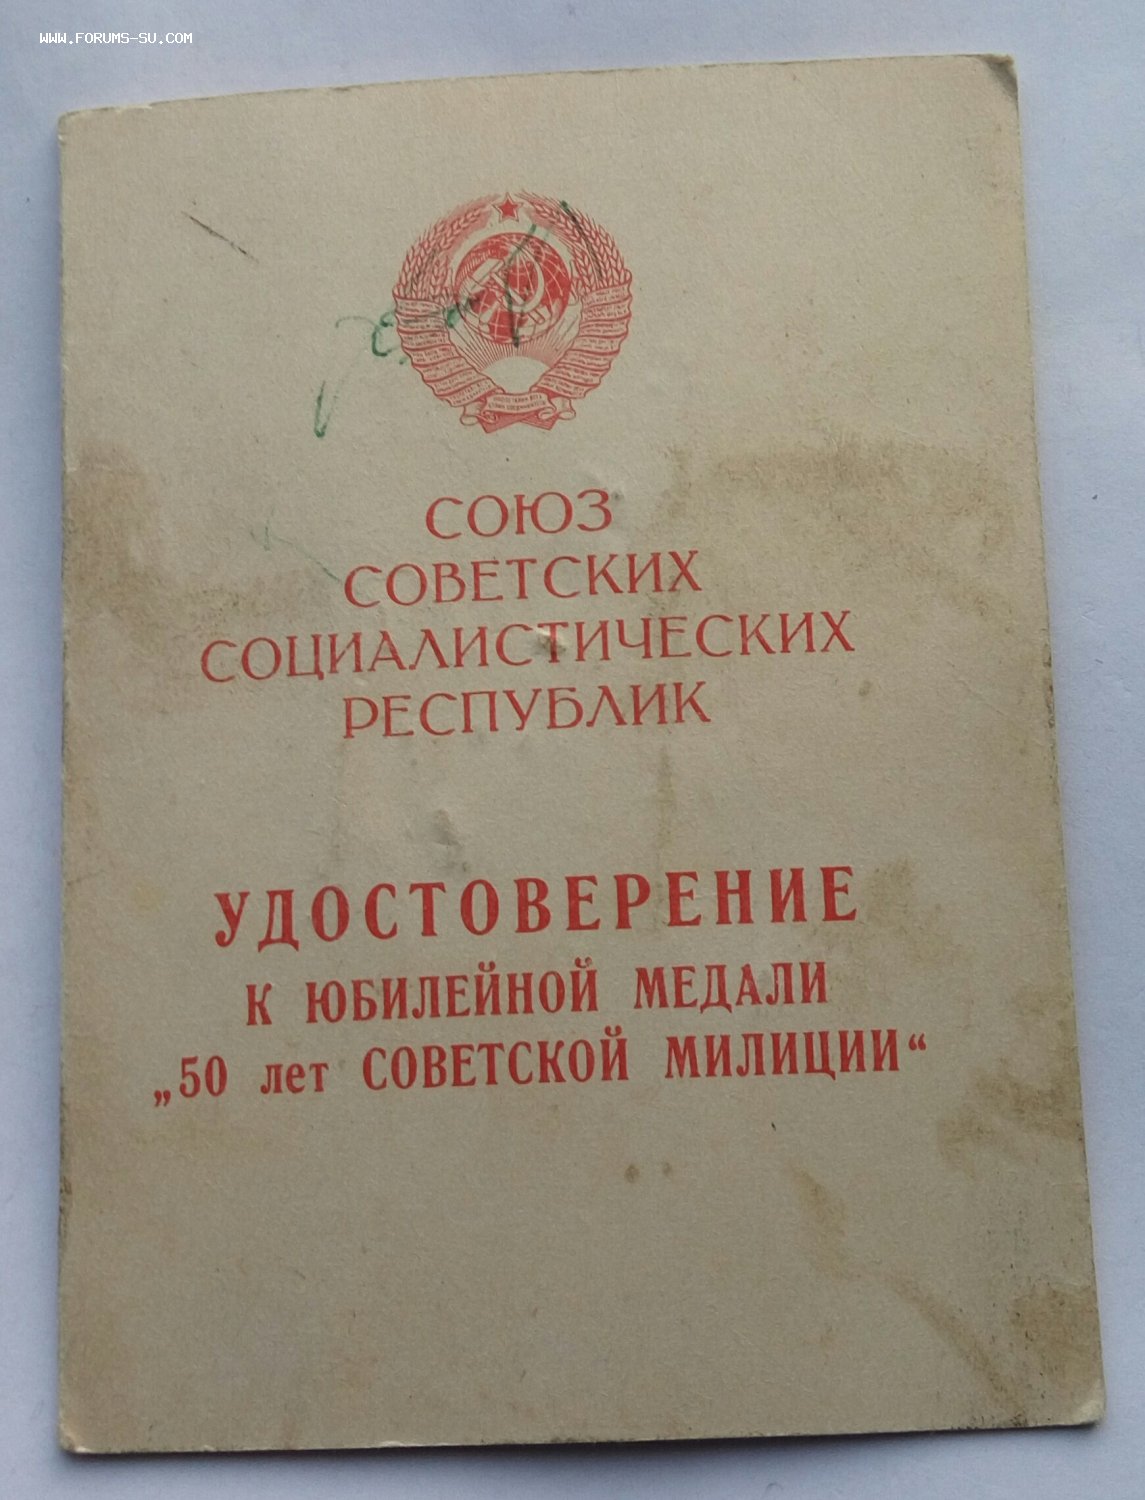 WWW.FORUMS-SU.COM
СОЮЗ
СОВЕТСКИХ
СОЦИАЛИСТИЧЕСКИХ
РЕСПУБЛИК
УДОСТОВЕРЕНИЕ
К ЮБИЛЕЙНОЙ МЕДАЛИ
„50 лет СОВЕТСКОЙ МИЛИЦИИ“